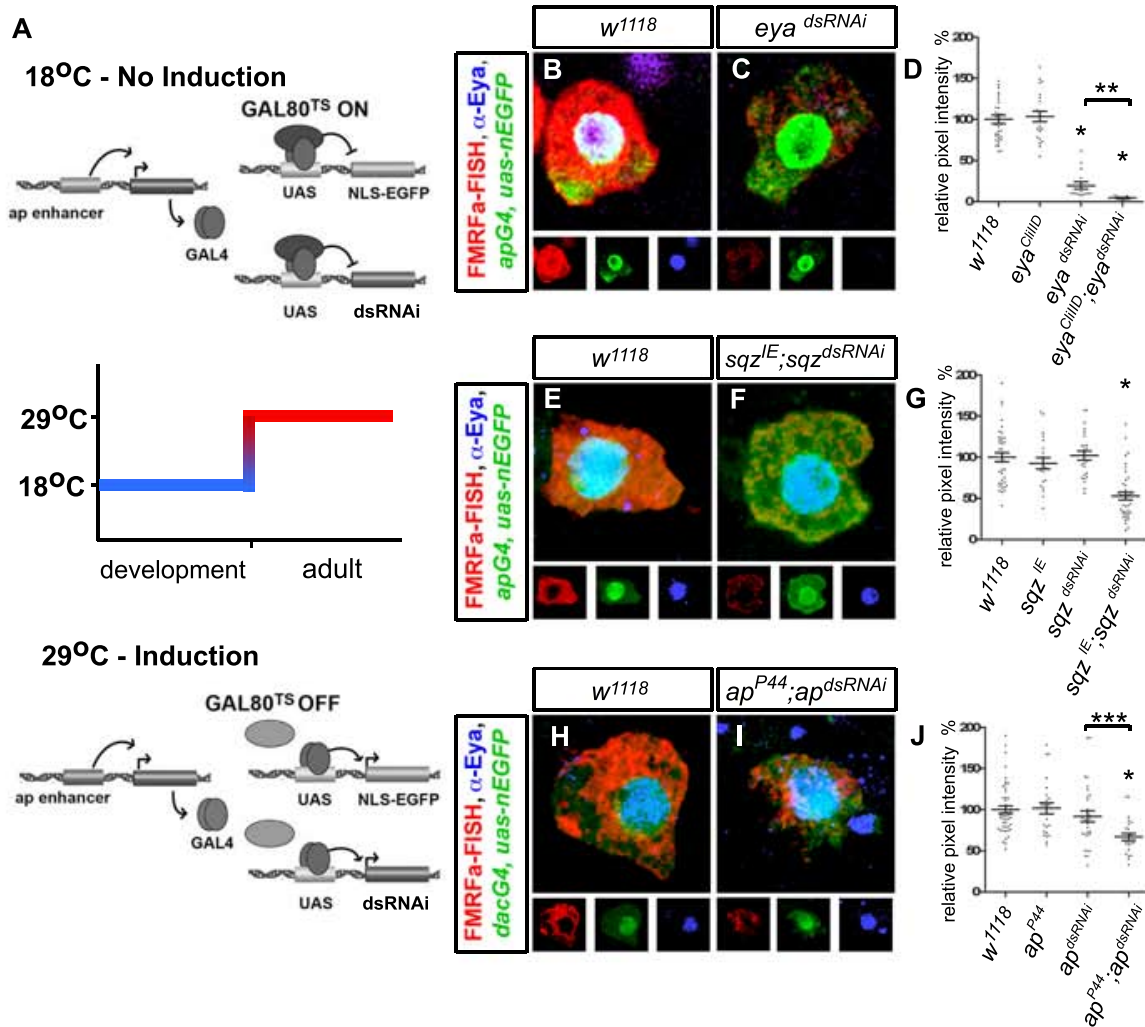 A
18°C - No Induction
GAL80TS ON
ap enhancer
GAL4
UAS
NLS-EGFP
UAS
dsRNAi
29°C
18°C
development
adult
29°C - Induction
GAL80TS OFF
ap enhancer
GAL4
UAS
NLS-EGFP
UAS
dsRNAi
w1118
eya dsRNAi
FMRFa-FISH, α-Eya,
apG4, uas-nEGFP
B
C
D
relative pixel intensity %
200
150
100
50
0
*
**
*
w1118
eyaCliIID
eya dsRNAi
eyaCliIID;eyadsRNAi
w1118
sqzIE;sqzdsRNAi
FMRFa-FISH, α-Eya,
apG4, uas-nEGFP
E
F
G
relative pixel intensity %
200
150
100
50
0
*
w1118
sqz IE
sqz dsRNAi
sqz IE;sqz dsRNAi
w1118
apP44;apdsRNAi
FMRFa-FISH, α-Eya,
dacG4, uas-nEGFP
H
I
J
relative pixel intensity %
200
150
100
50
0
***
*
w1118
ap P44
apdsRNAi
ap P44;apdsRNAi